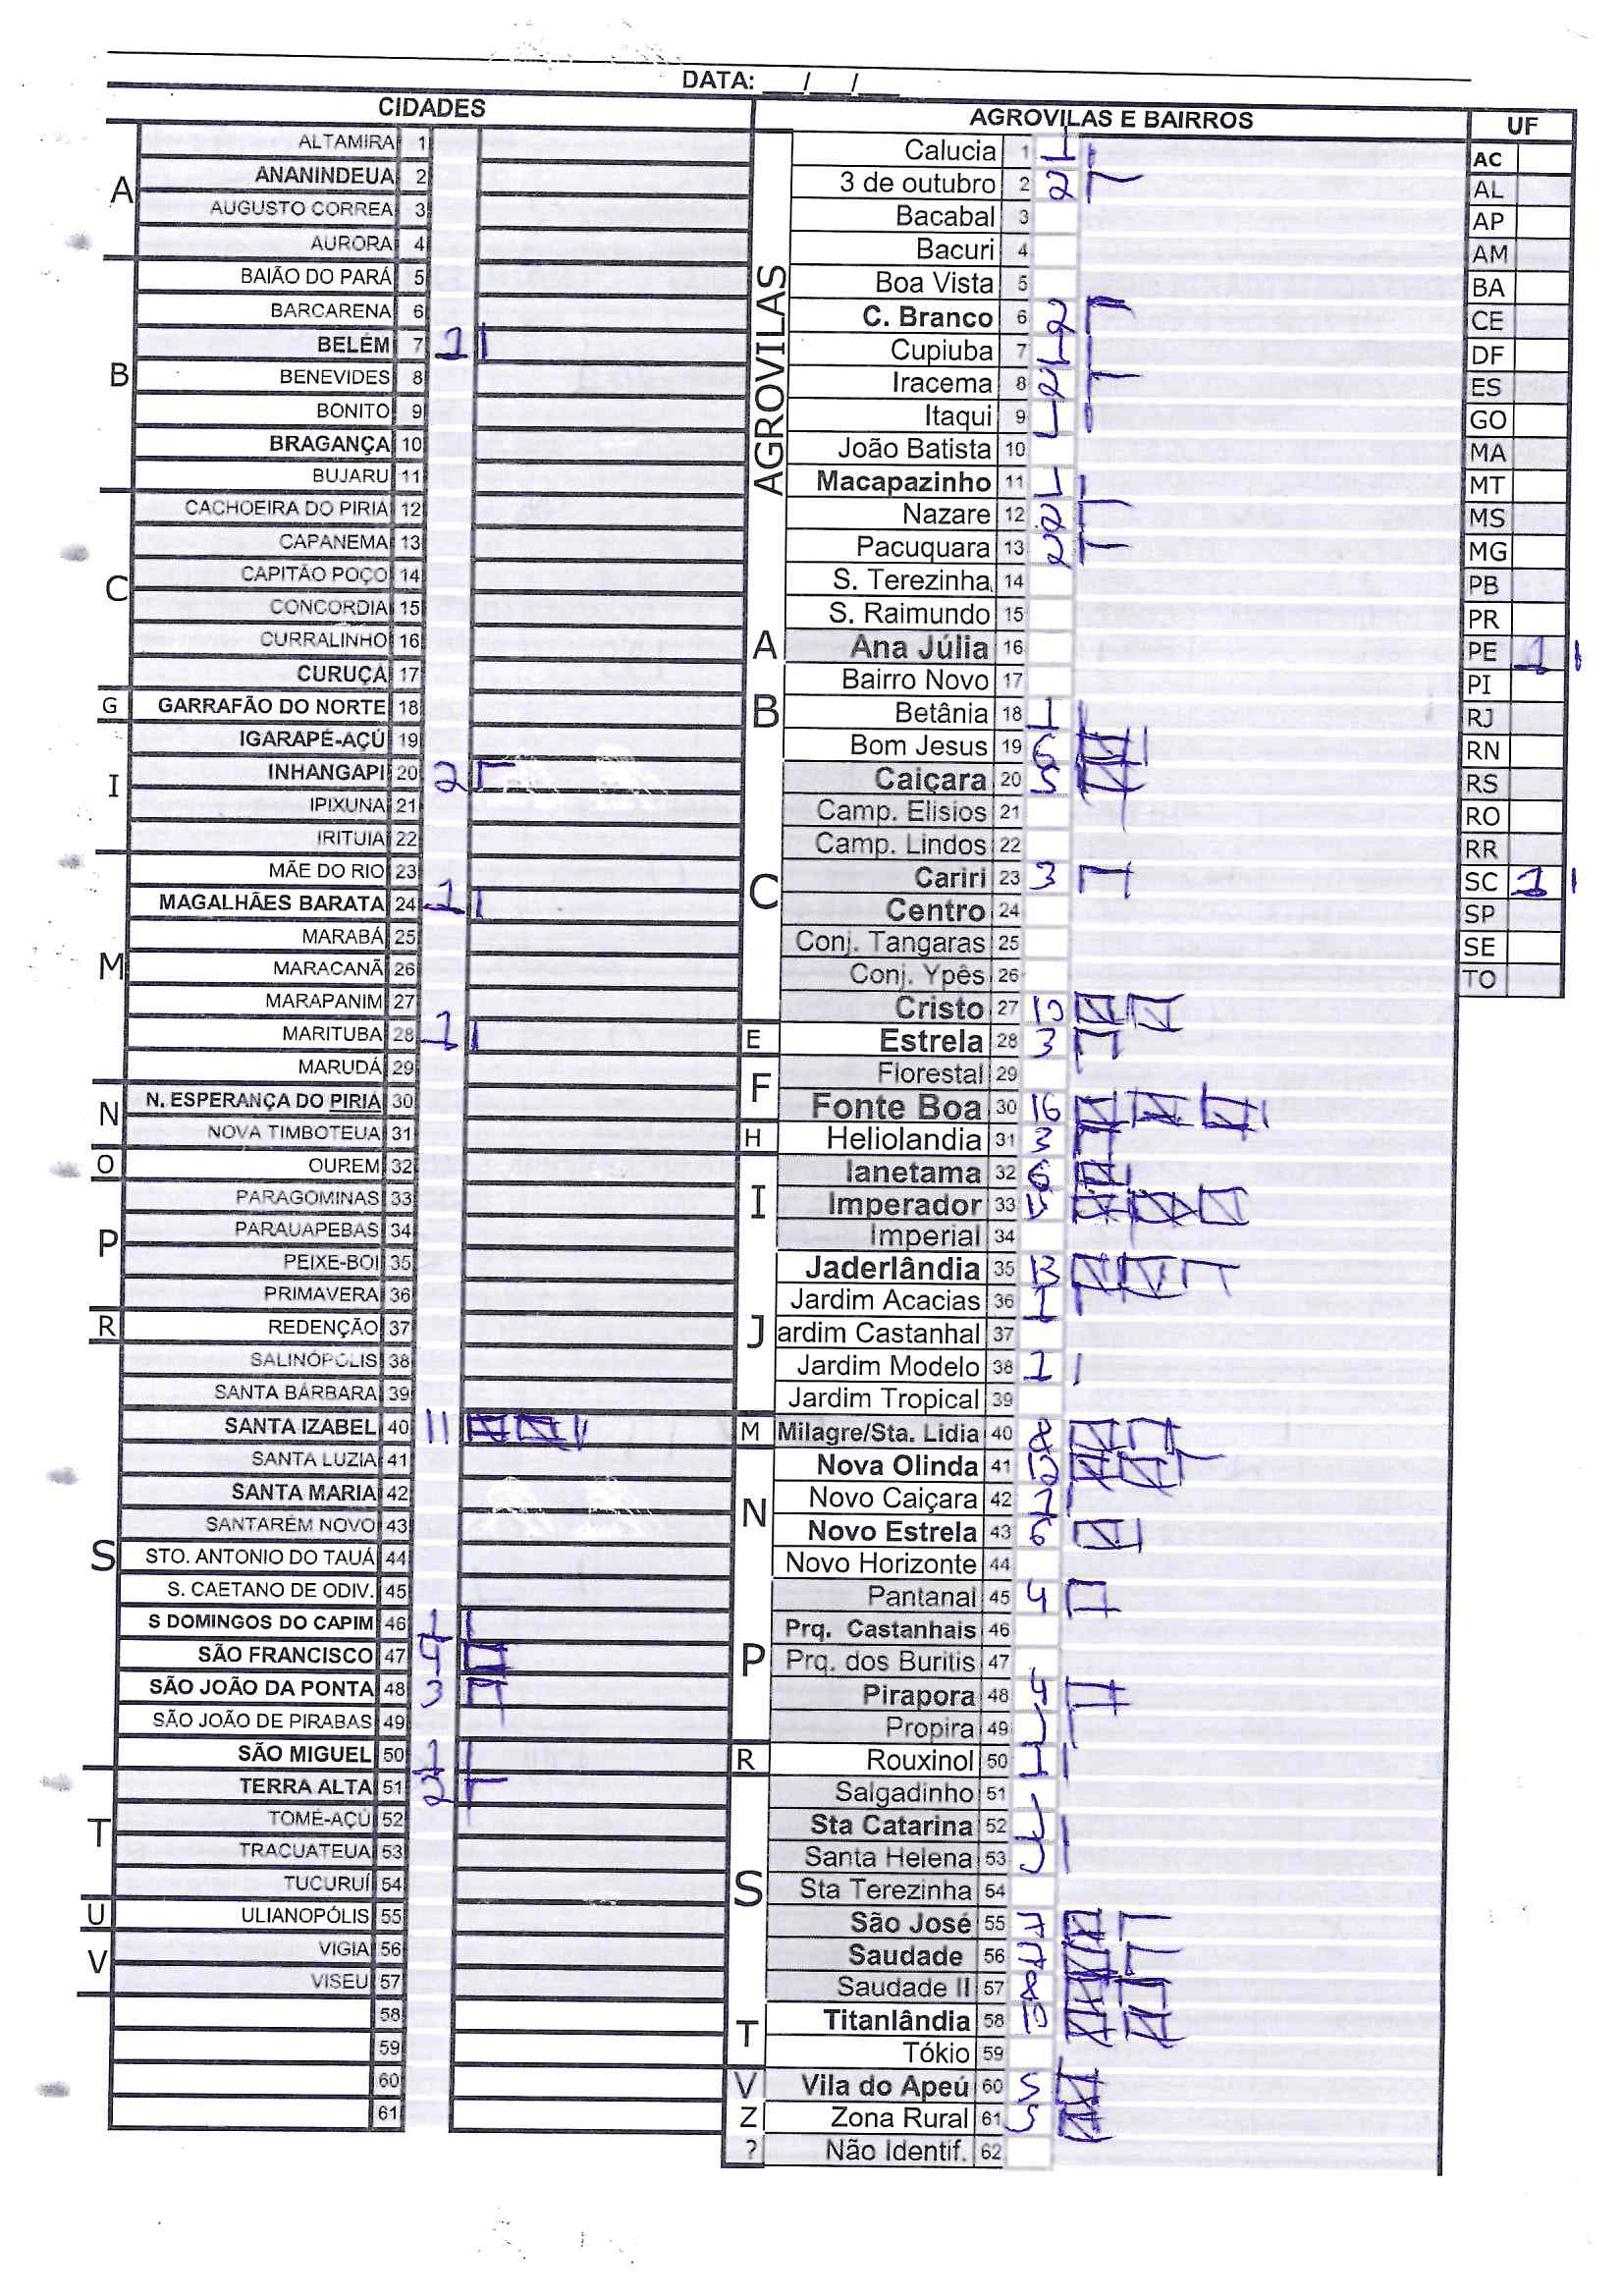 DATA: __/__/__
CIDADES
A
ALTAMIRA 1
ANANINDEUA 2
AUGUSTO CORREA 3
AURORA 4
B
BAIÃO DO PARÁ 5
BARCARENA 6
BELÉM 7 1
BENEVIDES 8
BONITO 9
BRAGANÇA 10
BUJARU 11
C
CACHOEIRA DO PIRIÁ 12
CAPANEMA 13
CAPITÃO POÇO 14
CONCORDIA 15
CURRALINHO 16
CURUÇA 17
G
GARRAFÃO DO NORTE 18
I
IGARAPÉ-AÇÚ 19
INHANGAPI 20 2
IPIXUNA 21
IRITUIA 22
M
MÃE DO RIO 23
MAGALHÃES BARATA 24 1
MARABÁ 25
MARACANÃ 26
MARAPANIM 27
MARITUBA 28 1
MARUDÁ 29
N
N. ESPERANÇA DO PIRIÁ 30
NOVA TIMBOTEUA 31
O
OUREM 32
P
PARAGOMINAS 33
PARAUAPEBAS 34
PEIXE-BOI 35
PRIMAVERA 36
R
REDENÇÃO 37
S
SALINÓPOLIS 38
SANTA BÁRBARA 39
SANTA IZABEL 40 11
SANTA LUZIA 41
SANTA MARIA 42
SANTARÉM NOVO 43
STO. ANTONIO DO TAUÁ 44
S. CAETANO DE ODIV. 45
S DOMINGOS DO CAPIM 46 1
SÃO FRANCISCO 47 4
SÃO JOÃO DA PONTA 48 3
SÃO JOÃO DE PIRABAS 49
SÃO MIGUEL 50 1
T
TERRA ALTA 51 2
TOMÉ-AÇÚ 52
TRACUATEUA 53
TUCURUÍ 54
U
ULIANOPÓLIS 55
V
VIGIA 56
VISEU 57
58
59
60
61
AGROVILAS E BAIRROS
AGROVILAS
Calucia 1 1
3 de outubro 2 2
Bacabal 3
Bacuri 4
Boa Vista 5
C. Branco 6 2
Cupiuba 7 1
Iracema 8 2
Itaqui 9 1
João Batista 10
Macapazinho 11 1
Nazare 12 2
Pacuquara 13 2
S. Terezinha 14
S. Raimundo 15
A
Ana Júlia 16
B
Bairro Novo 17
Betânia 18 1
Bom Jesus 19 6
C
Caiçara 20 5
Camp. Elisios 21
Camp. Lindos 22
Cariri 23 3
Centro 24
Conj. Tangaras 25
Conj. Ypês 26
Cristo 27 10
E
Estrela 28 3
F
Florestal 29
Fonte Boa 30 16
H
Heliolandia 31 3
I
Ianetama 32 6
Imperador 33 15
Imperial 34
J
Jaderlândia 35 13
Jardim Acacias 36 1
ardim Castanhal 37
Jardim Modelo 38 1
Jardim Tropical 39
M
Milagre/Sta. Lidia 40 8
N
Nova Olinda 41 12
Novo Caiçara 42 1
Novo Estrela 43 6
Novo Horizonte 44
P
Pantanal 45 4
Prq. Castanhais 46
Prq. dos Buritis 47
Pirapora 48 4
Propira 49 1
R
Rouxinol 50 1
S
Salgadinho 51
Sta Catarina 52 1
Santa Helena 53 1
Sta Terezinha 54
São José 55 7
Saudade 56 7
Saudade II 57 8
T
Titanlândia 58 10
Tókio 59
V
Vila do Apeú 60 5
Z
Zona Rural 61 5
?
Não Identif. 62
UF
AC
AL
AP
AM
BA
CE
DF
ES
GO
MA
MT
MS
MG
PB
PR
PE 1
PI
RJ
RN
RS
RO
RR
SC 1
SP
SE
TO